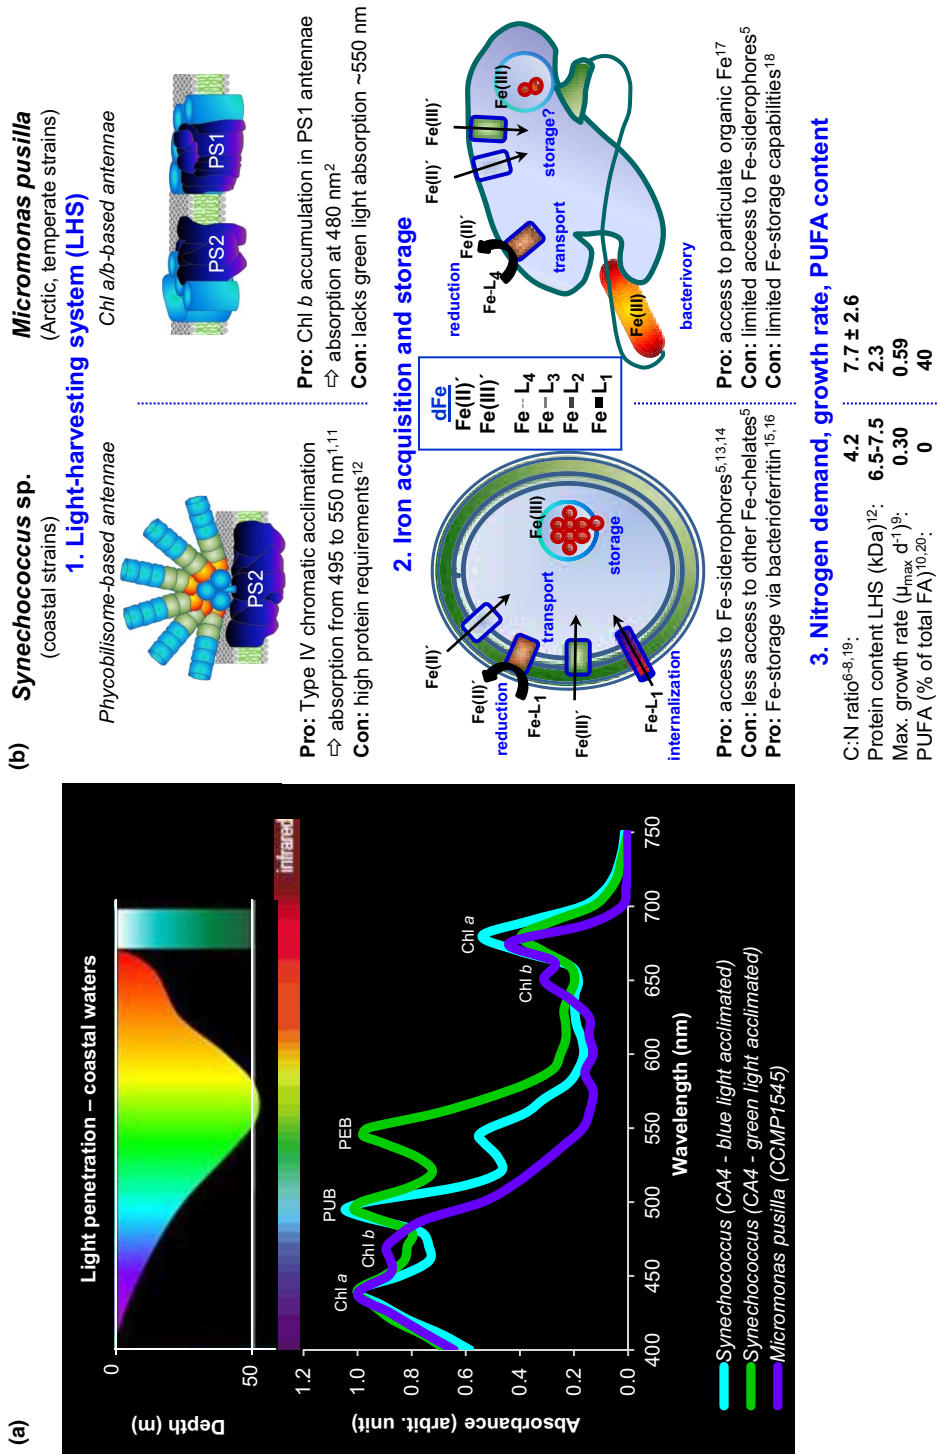 (a)
Light penetration – coastal waters
0
50
Depth (m)
infrared
1.2
1.0
0.8
0.6
0.4
0.2
0.0
Absorbance (arbit. unit)
Chl a
Chl b
PUB
PEB
Chl b
Chl a
400
450
500
550
600
650
700
750
Wavelength (nm)
Synechococcus (CA4 - blue light acclimated)
Synechococcus (CA4 - green light acclimated)
Micromonas pusilla (CCMP1545)
(b)
Synechococcus sp.
(coastal strains)
Micromonas pusilla
(Arctic, temperate strains)
1. Light-harvesting system (LHS)
Phycobilisome-based antennae
Chl a/b-based antennae
PS2
PS2
PS1
Pro: Type IV chromatic acclimation
⇨ absorption from 495 to 550 nm1,11
Con: high protein requirements12
Pro: Chl b accumulation in PS1 antennae
⇨ absorption at 480 nm2
Con: lacks green light absorption ~550 nm
2. Iron acquisition and storage
Fe(II)´
Fe(II)´
reduction
Fe-L1
Fe(III)´
Fe-L1
internalization
transport
Fe(III)
storage
dFe
Fe(II)´
Fe(III)´
Fe L4
Fe L3
Fe L2
Fe L1
reduction
Fe-L4
Fe(II)
transport
Fe(II)´
Fe(III)´
storage?
Fe(III)
Fe(III)
bacterivory
Pro: access to Fe-siderophores5,13,14
Con: less access to other Fe-chelates5
Pro: Fe-storage via bacterioferritin15,16
Pro: access to particulate organic Fe17
Con: limited access to Fe-siderophores5
Con: limited Fe-storage capabilities18
3. Nitrogen demand, growth rate, PUFA content
C:N ratio6-8,19: 4.2 7.7 ± 2.6
Protein content LHS (kDa)12: 6.5-7.5 2.3
Max. growth rate (µmax d-1)9: 0.30 0.59
PUFA (% of total FA)10,20: 0 40